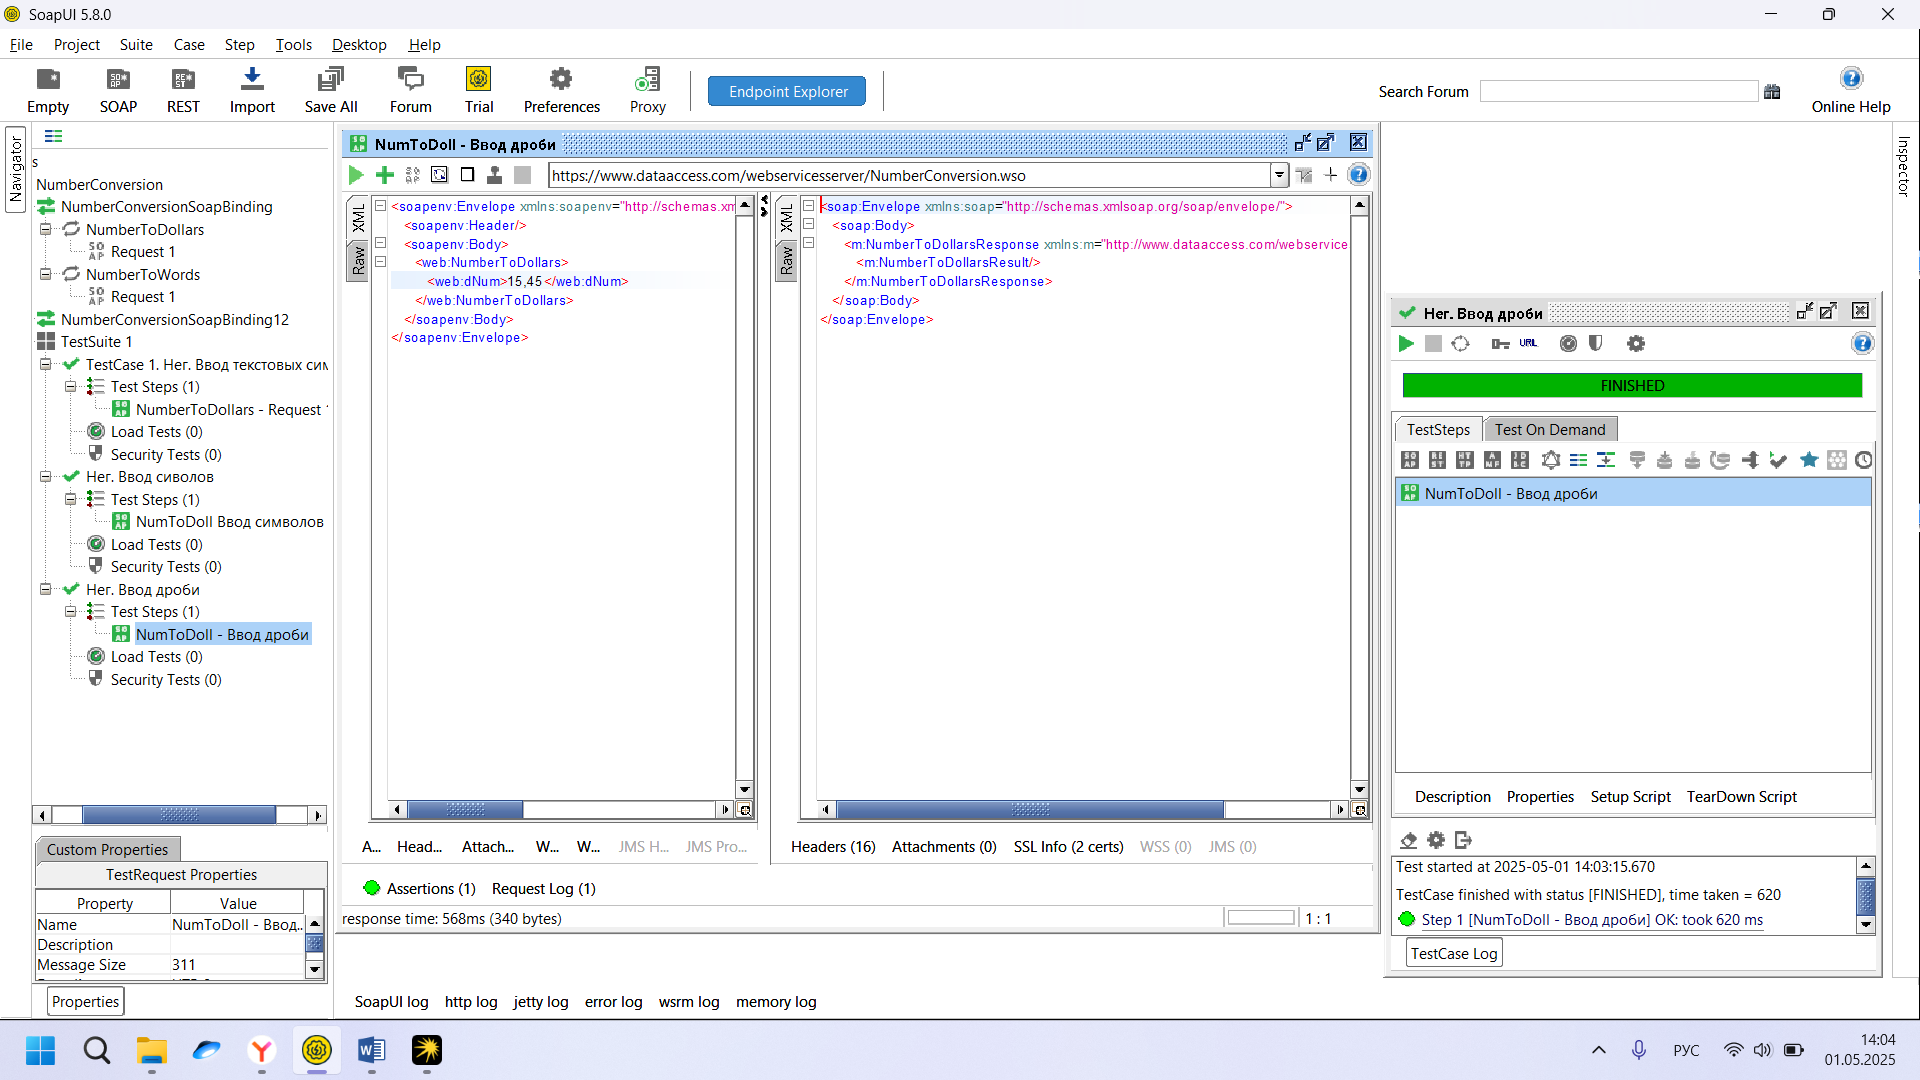 SoapUI 5.8.0
File Project Suite Case Step Tools Desktop Help
Empty SOAP REST Import Save All Forum Trial Preferences Proxy Endpoint Explorer Search Forum Online Help
Navigator
s
NumberConversion
NumberConversionSoapBinding
NumberToDollars
Request 1
NumberToWords
Request 1
NumberConversionSoapBinding12
TestSuite 1
TestCase 1. Нег. Ввод текстовых сим
Test Steps (1)
NumberToDollars - Request 1
Load Tests (0)
Security Tests (0)
Нег. Ввод сиволов
Test Steps (1)
NumToDoll Ввод символов
Load Tests (0)
Security Tests (0)
Нег. Ввод дроби
Test Steps (1)
NumToDoll - Ввод дроби
Load Tests (0)
Security Tests (0)
Custom Properties
TestRequest Properties
Property Value
Name NumToDoll - Ввод...
Description
Message Size 311
Properties
NumToDoll - Ввод дроби
https://www.dataaccess.com/webservicesserver/NumberConversion.wso
XML
Raw
<soapenv:Envelope xmlns:soapenv="http://schemas.xm
<soapenv:Header/>
<soapenv:Body>
<web:NumberToDollars>
<web:dNum>15,45</web:dNum>
</web:NumberToDollars>
</soapenv:Body>
</soapenv:Envelope>
A... Head... Attach... W... W... JMS H... JMS Pro...
XML
Raw
<soap:Envelope xmlns:soap="http://schemas.xmlsoap.org/soap/envelope/">
<soap:Body>
<m:NumberToDollarsResponse xmlns:m="http://www.dataaccess.com/webservice
<m:NumberToDollarsResult/>
</m:NumberToDollarsResponse>
</soap:Body>
</soap:Envelope>
Headers (16) Attachments (0) SSL Info (2 certs) WSS (0) JMS (0)
Assertions (1) Request Log (1)
response time: 568ms (340 bytes) 1 : 1
SoapUI log http log jetty log error log wsrm log memory log
Inspector
Нег. Ввод дроби
URL
FINISHED
TestSteps Test On Demand
NumToDoll - Ввод дроби
Description Properties Setup Script TearDown Script
Test started at 2025-05-01 14:03:15.670
TestCase finished with status [FINISHED], time taken = 620
Step 1 [NumToDoll - Ввод дроби] OK: took 620 ms
TestCase Log
РУС
14:04
01.05.2025